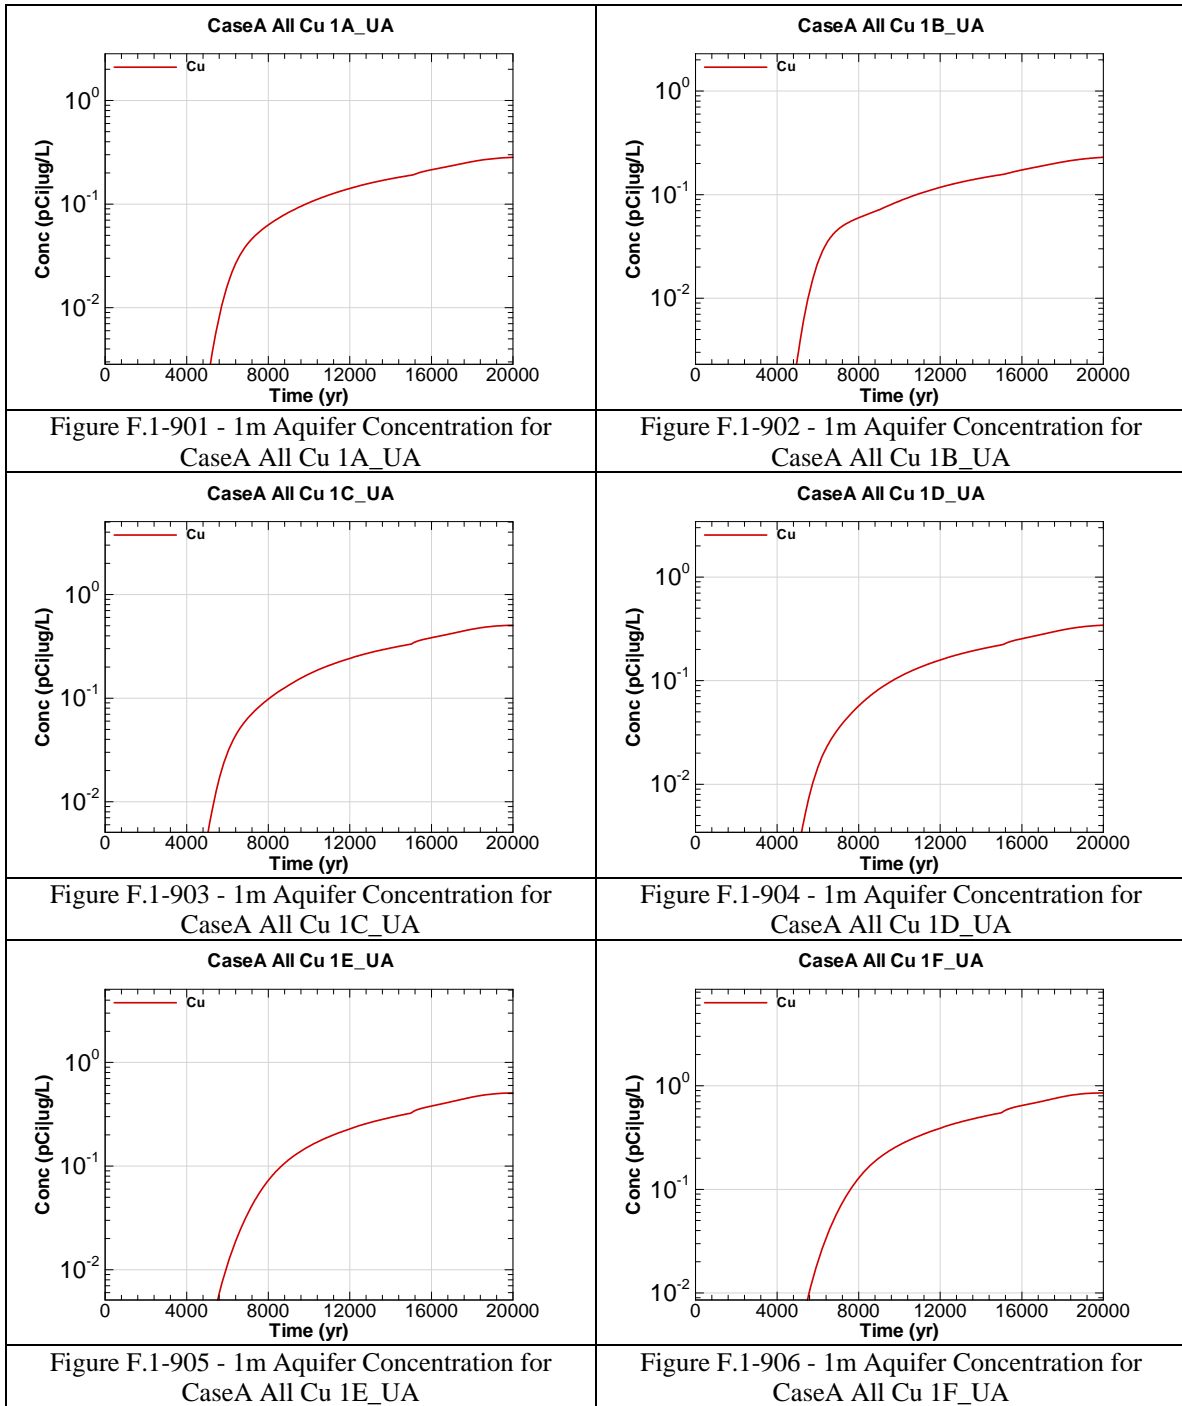 CaseA All Cu 1A_UA
Cu
10^0
10^-1
10^-2
Conc (pCi|ug/L)
0 4000 8000 12000 16000 20000
Time (yr)
Figure F.1-901 - 1m Aquifer Concentration for
CaseA All Cu 1A_UA
CaseA All Cu 1B_UA
Cu
10^0
10^-1
10^-2
Conc (pCi|ug/L)
0 4000 8000 12000 16000 20000
Time (yr)
Figure F.1-902 - 1m Aquifer Concentration for
CaseA All Cu 1B_UA
CaseA All Cu 1C_UA
Cu
10^0
10^-1
10^-2
Conc (pCi|ug/L)
0 4000 8000 12000 16000 20000
Time (yr)
Figure F.1-903 - 1m Aquifer Concentration for
CaseA All Cu 1C_UA
CaseA All Cu 1D_UA
Cu
10^0
10^-1
10^-2
Conc (pCi|ug/L)
0 4000 8000 12000 16000 20000
Time (yr)
Figure F.1-904 - 1m Aquifer Concentration for
CaseA All Cu 1D_UA
CaseA All Cu 1E_UA
Cu
10^0
10^-1
10^-2
Conc (pCi|ug/L)
0 4000 8000 12000 16000 20000
Time (yr)
Figure F.1-905 - 1m Aquifer Concentration for
CaseA All Cu 1E_UA
CaseA All Cu 1F_UA
Cu
10^0
10^-1
10^-2
Conc (pCi|ug/L)
0 4000 8000 12000 16000 20000
Time (yr)
Figure F.1-906 - 1m Aquifer Concentration for
CaseA All Cu 1F_UA